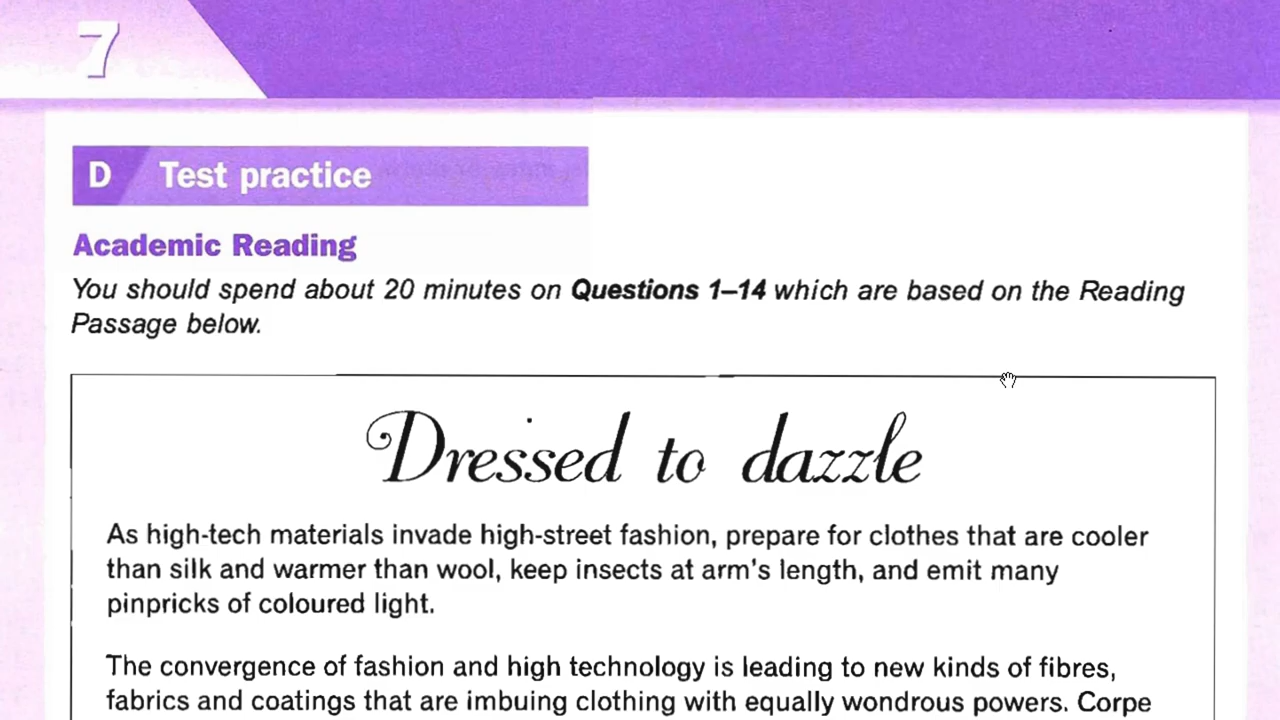 7
D Test practice
Academic Reading
You should spend about 20 minutes on Questions 1–14 which are based on the Reading
Passage below.
Dressed to dazzle
As high-tech materials invade high-street fashion, prepare for clothes that are cooler
than silk and warmer than wool, keep insects at arm's length, and emit many
pinpricks of coloured light.
The convergence of fashion and high technology is leading to new kinds of fibres,
fabrics and coatings that are imbuing clothing with equally wondrous powers. Corpe